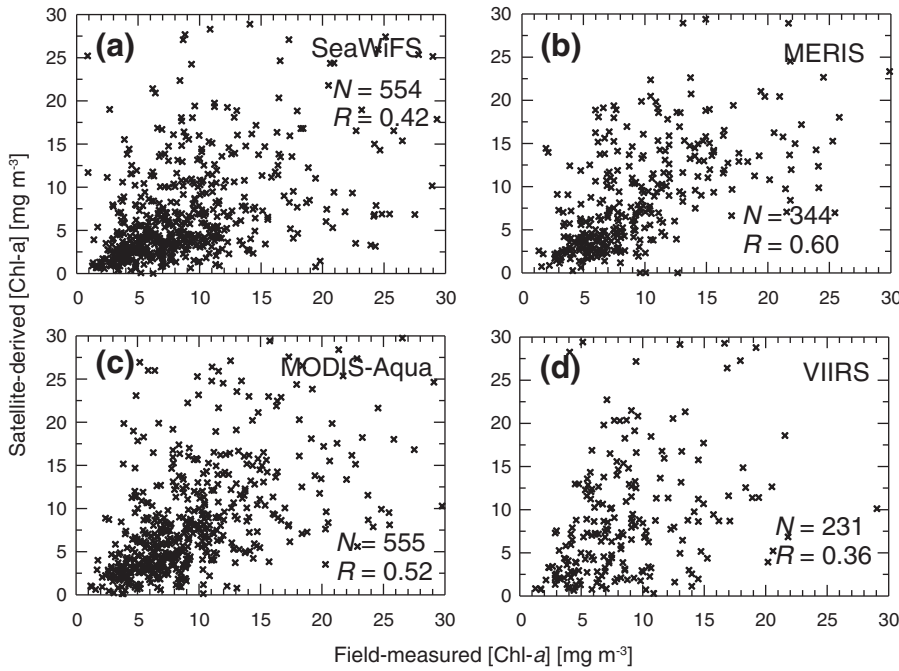 (a) SeaWiFS
N = 554
R = 0.42
30
25
20
15
10
5
0
0 5 10 15 20 25 30
(b) MERIS
N = 344
R = 0.60
30
25
20
15
10
5
0
0 5 10 15 20 25 30
(c) MODIS-Aqua
N = 555
R = 0.52
30
25
20
15
10
5
0
0 5 10 15 20 25 30
(d) VIIRS
N = 231
R = 0.36
30
25
20
15
10
5
0
0 5 10 15 20 25 30
Satellite-derived [Chl-a] [mg m⁻³]
Field-measured [Chl-a] [mg m⁻³]